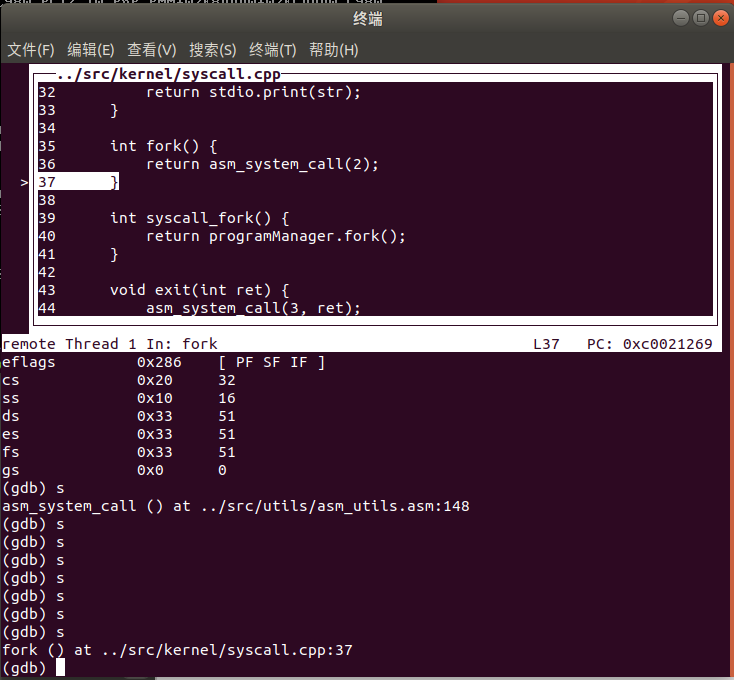 终端
文件(F) 编辑(E) 查看(V) 搜索(S) 终端(T) 帮助(H)
../src/kernel/syscall.cpp
32 return stdio.print(str);
33 }
34
35 int fork() {
36 return asm_system_call(2);
>37 }
38
39 int syscall_fork() {
40 return programManager.fork();
41 }
42
43 void exit(int ret) {
44 asm_system_call(3, ret);
remote Thread 1 In: fork L37 PC: 0xc0021269
eflags 0x286 [ PF SF IF ]
cs 0x20 32
ss 0x10 16
ds 0x33 51
es 0x33 51
fs 0x33 51
gs 0x0 0
(gdb) s
asm_system_call () at ../src/utils/asm_utils.asm:148
(gdb) s
(gdb) s
(gdb) s
(gdb) s
(gdb) s
(gdb) s
(gdb) s
fork () at ../src/kernel/syscall.cpp:37
(gdb)